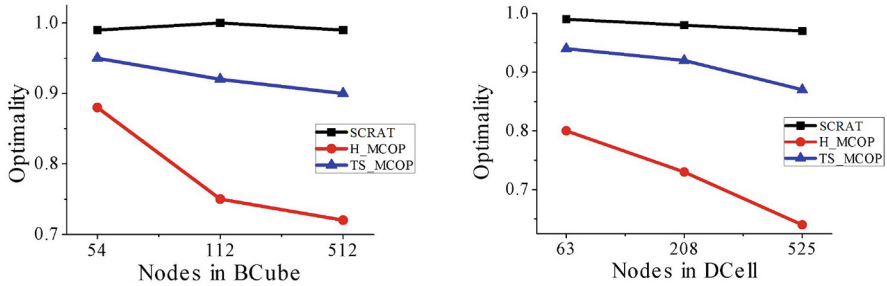 Optimality
1.0
0.9
0.8
0.7
SCRAT
H_MCOP
TS_MCOP
54 112 512
Nodes in BCube
Optimality
1.0
0.9
0.8
0.7
SCRAT
H_MCOP
TS_MCOP
63 208 525
Nodes in DCell